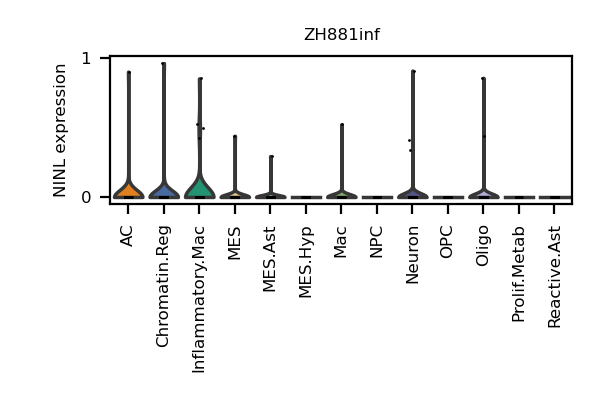 ZH881inf
NINL expression
1
0
AC
Chromatin.Reg
Inflammatory.Mac
MES
MES.Ast
MES.Hyp
Mac
NPC
Neuron
OPC
Oligo
Prolif.Metab
Reactive.Ast